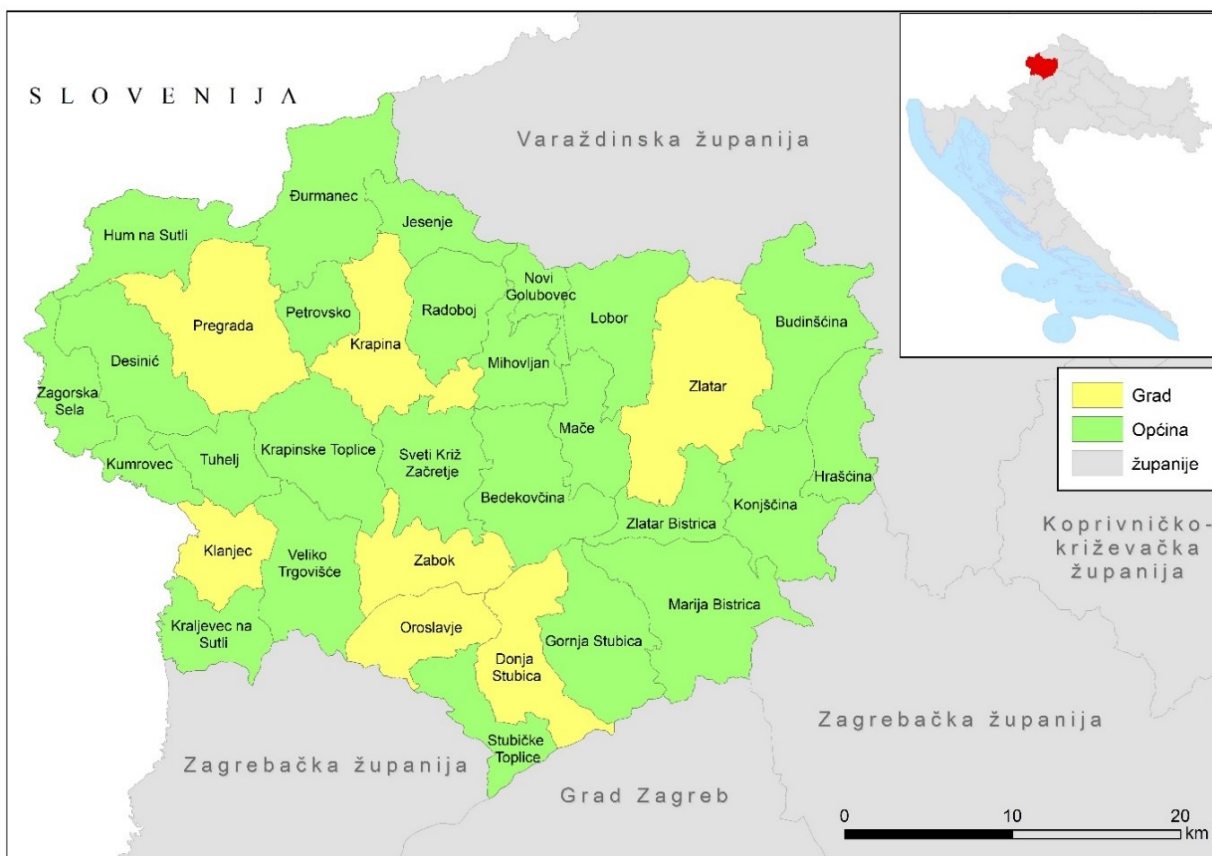 SLOVENIJA
Varaždinska županija
Đurmanec
Jesenje
Hum na Sutli
Novi
Golubovec
Pregrada
Petrovsko
Krapina
Radoboj
Lobor
Budinšćina
Desinić
Mihovljan
Zlatar
Zagorska
Sela
Mače
Kumrovec
Tuhelj
Krapinske Toplice
Sveti Križ
Začretje
Bedekovčina
Hrašćina
Konjščina
Zlatar Bistrica
Klanjec
Veliko
Trgovišće
Zabok
Kraljevec na
Sutli
Oroslavje
Marija Bistrica
Gornja Stubica
Donja
Stubica
Stubičke
Toplice
Grad
Općina
županije
Koprivničko-
križevačka
županija
Zagrebačka županija
Zagrebačka županija
Grad Zagreb
0 10 20
km